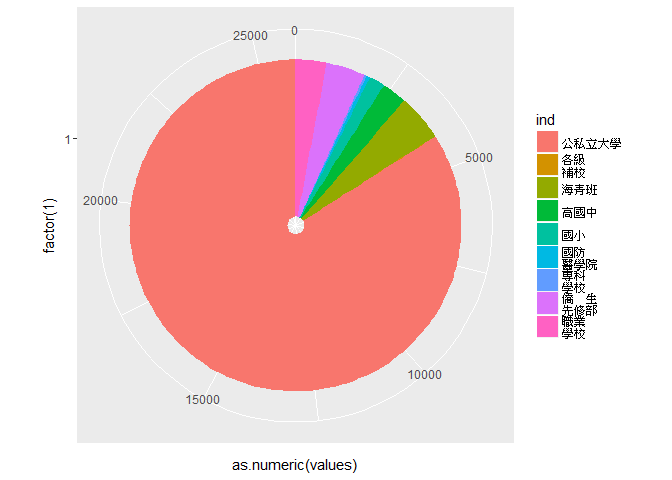 0
25000
5000
1
20000
10000
15000
factor(1)
as.numeric(values)
ind
公私立大學
各級
補校
海青班
高國中
國小
國防
醫學院
專科
學校
僑　生
先修部
職業
學校